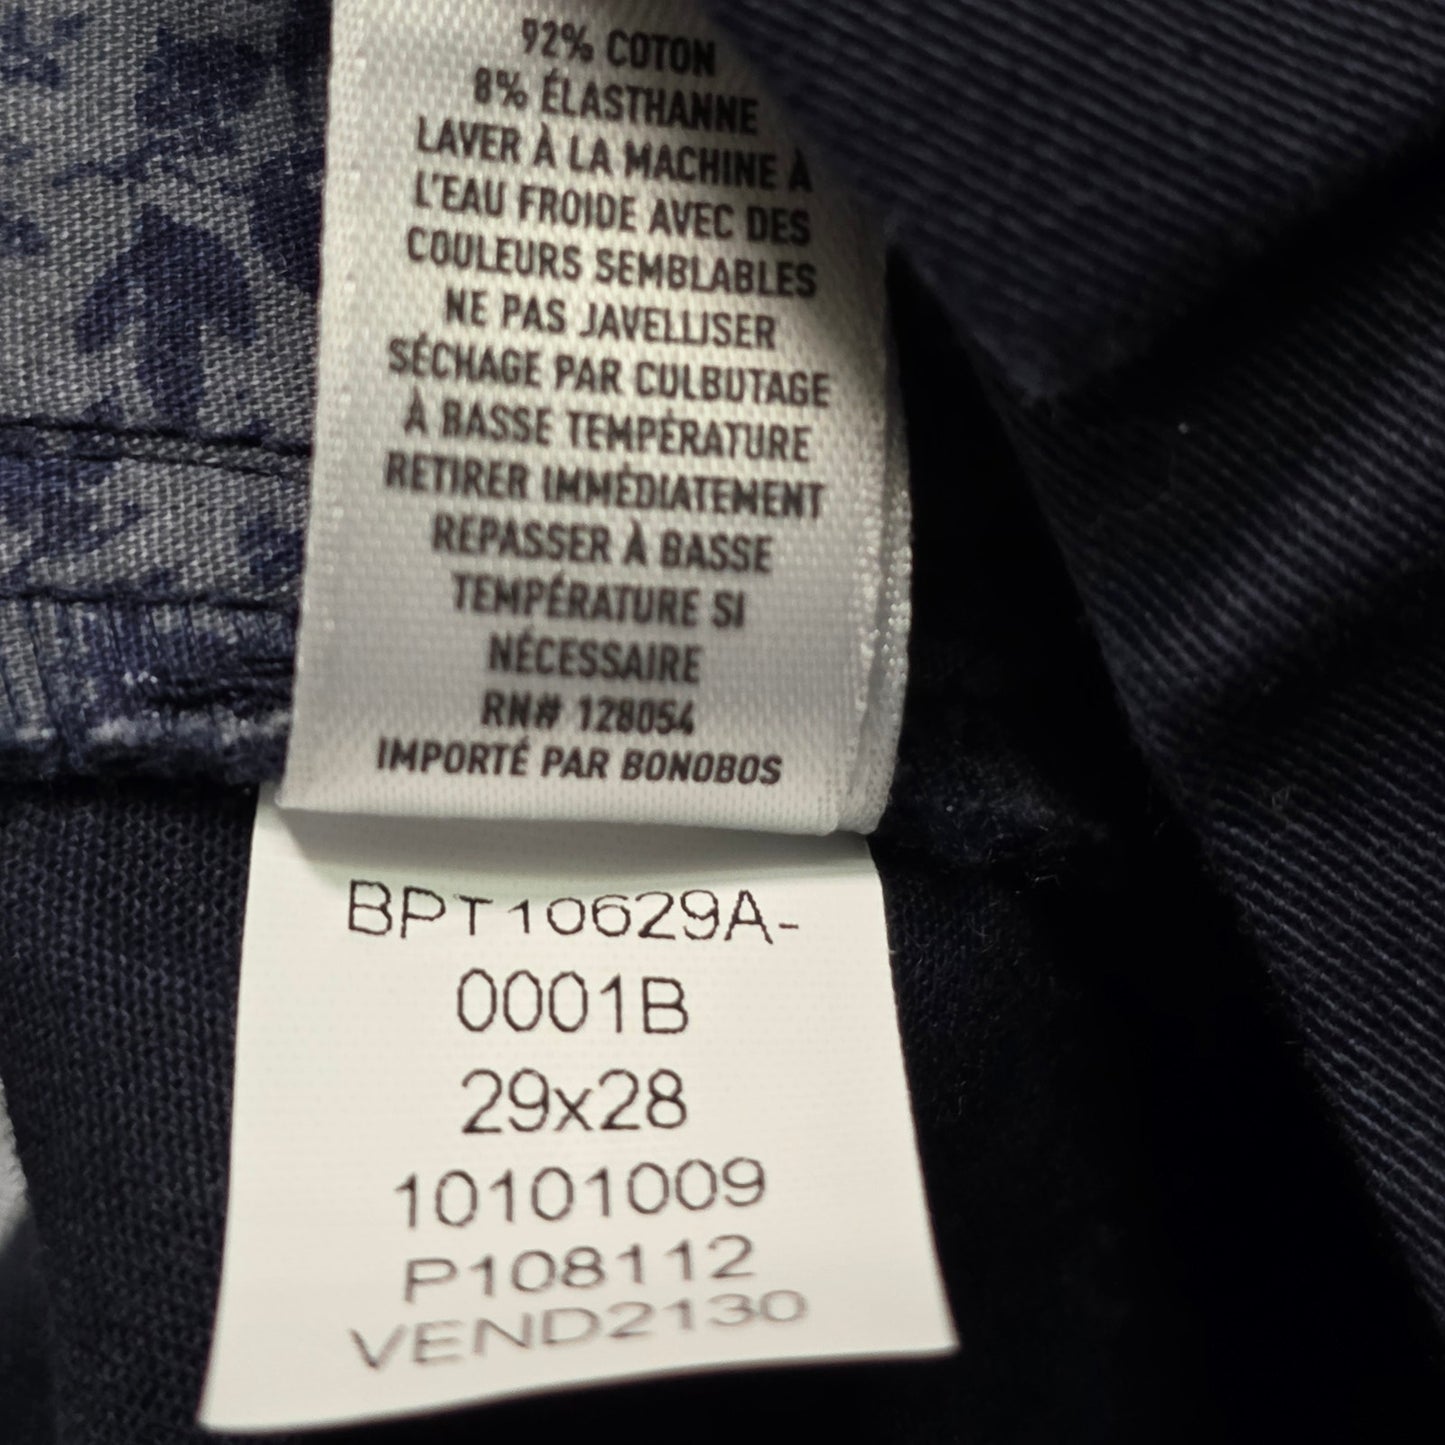 92% COTON
8% ÉLASTHANNE
LAVER À LA MACHINE À
L'EAU FROIDE AVEC DES
COULEURS SEMBLABLES
NE PAS JAVELLISER
SÉCHAGE PAR CULBUTAGE
À BASSE TEMPÉRATURE
RETIRER IMMÉDIATEMENT
REPASSER À BASSE
TEMPÉRATURE SI
NÉCESSAIRE
RN# 128054
IMPORTÉ PAR BONOBOS
BPT10629A-
0001B
29x28
10101009
P108112
VEND2130